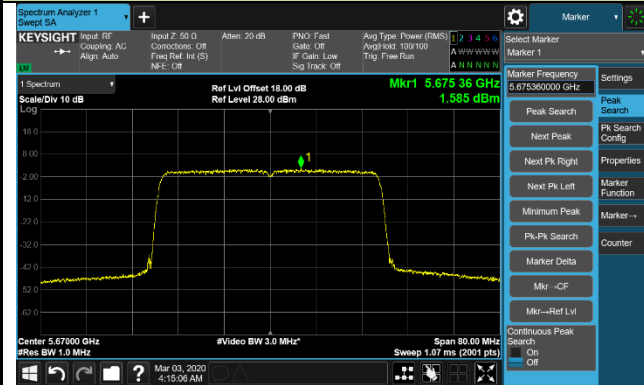 Spectrum Analyzer 1
Swept SA
+
Marker
KEYSIGHT
Input: RF
Coupling: AC
Align: Auto
Input Z: 50 Ω
Corrections: Off
Freq Ref: Int (S)
NFE: Off
Atten: 20 dB
PNO: Fast
Gate: Off
IF Gain: Low
Sig Track: Off
Avg Type: Power (RMS)
Avg|Hold: 100/100
Trig: Free Run
1 2 3 4 5 6
A W W W W W
A N N N N N
Select Marker
Marker 1
1 Spectrum
Scale/Div 10 dB
Log
Ref Lvl Offset 18.00 dB
Ref Level 28.00 dBm
Mkr1 5.675 36 GHz
1.585 dBm
18.0
8.00
-2.00
-12.0
-22.0
-32.0
-42.0
-52.0
-62.0
1
Center 5.67000 GHz
#Res BW 1.0 MHz
#Video BW 3.0 MHz*
Span 80.00 MHz
Sweep 1.07 ms (2001 pts)
Marker Frequency
5.675360000 GHz
Peak Search
Next Peak
Next Pk Right
Next Pk Left
Minimum Peak
Pk-Pk Search
Marker Delta
Mkr→CF
Mkr→Ref Lvl
Continuous Peak
Search
On
Off
Settings
Peak
Search
Pk Search
Config
Properties
Marker
Function
Marker→
Counter
?
Mar 03, 2020
4:15:06 AM